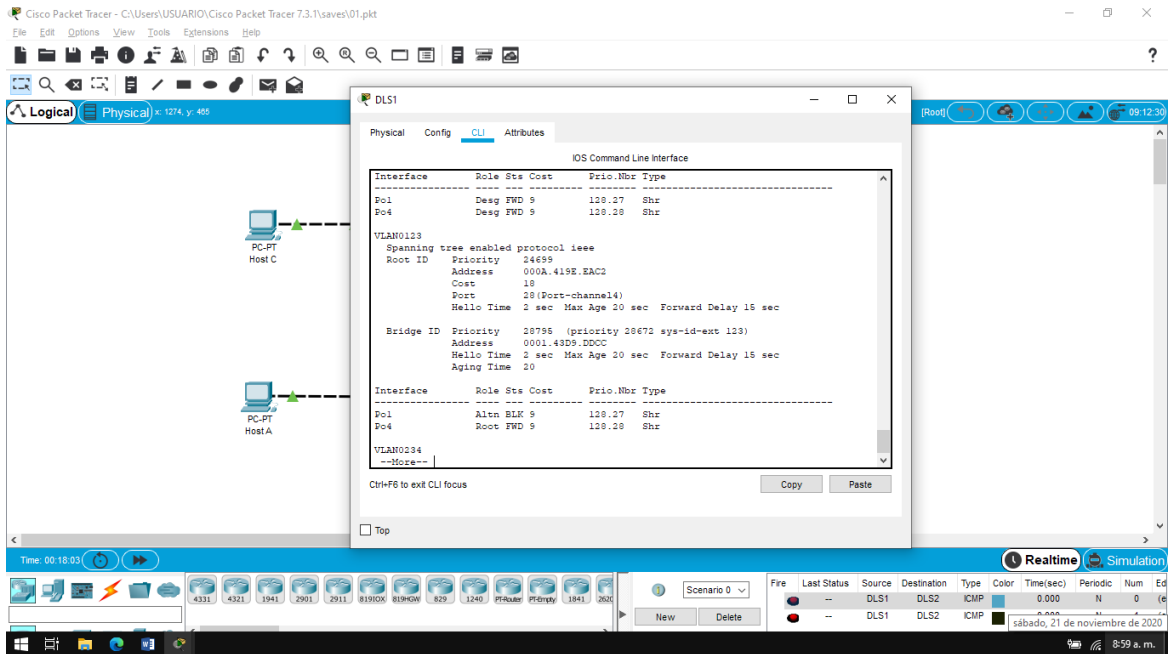 Cisco Packet Tracer - C:\Users\USUARIO\Cisco Packet Tracer 7.3.1\saves\01.pkt
File Edit Options View Tools Extensions Help
?
Logical Physical x: 1274, y: 465
[Root] 09:12:30
PC-PT
Host C
PC-PT
Host A
DLS1
Physical Config CLI Attributes
IOS Command Line Interface
Interface Role Sts Cost Prio.Nbr Type
---------------- ---- --- --------- -------- --------------------------------
Po1 Desg FWD 9 128.27 Shr
Po4 Desg FWD 9 128.28 Shr
VLAN0123
Spanning tree enabled protocol ieee
Root ID Priority 24699
Address 000A.419E.EAC2
Cost 18
Port 28(Port-channel4)
Hello Time 2 sec Max Age 20 sec Forward Delay 15 sec
Bridge ID Priority 28795 (priority 28672 sys-id-ext 123)
Address 0001.43D9.DDCC
Hello Time 2 sec Max Age 20 sec Forward Delay 15 sec
Aging Time 20
Interface Role Sts Cost Prio.Nbr Type
---------------- ---- --- --------- -------- --------------------------------
Po1 Altn BLK 9 128.27 Shr
Po4 Root FWD 9 128.28 Shr
VLAN0234
--More--
Ctrl+F6 to exit CLI focus
Copy Paste
Top
Time: 00:18:03
Realtime Simulation
4331 4321 1941 2901 2911 819IOX 819HGW 829 1240 PT-Router PT-Empty 1841 2620
Scenario 0
New Delete
Fire Last Status Source Destination Type Color Time(sec) Periodic Num Ed
-- DLS1 DLS2 ICMP 0.000 N 0 (e
-- DLS1 DLS2 ICMP
sábado, 21 de noviembre de 2020
8:59 a. m.